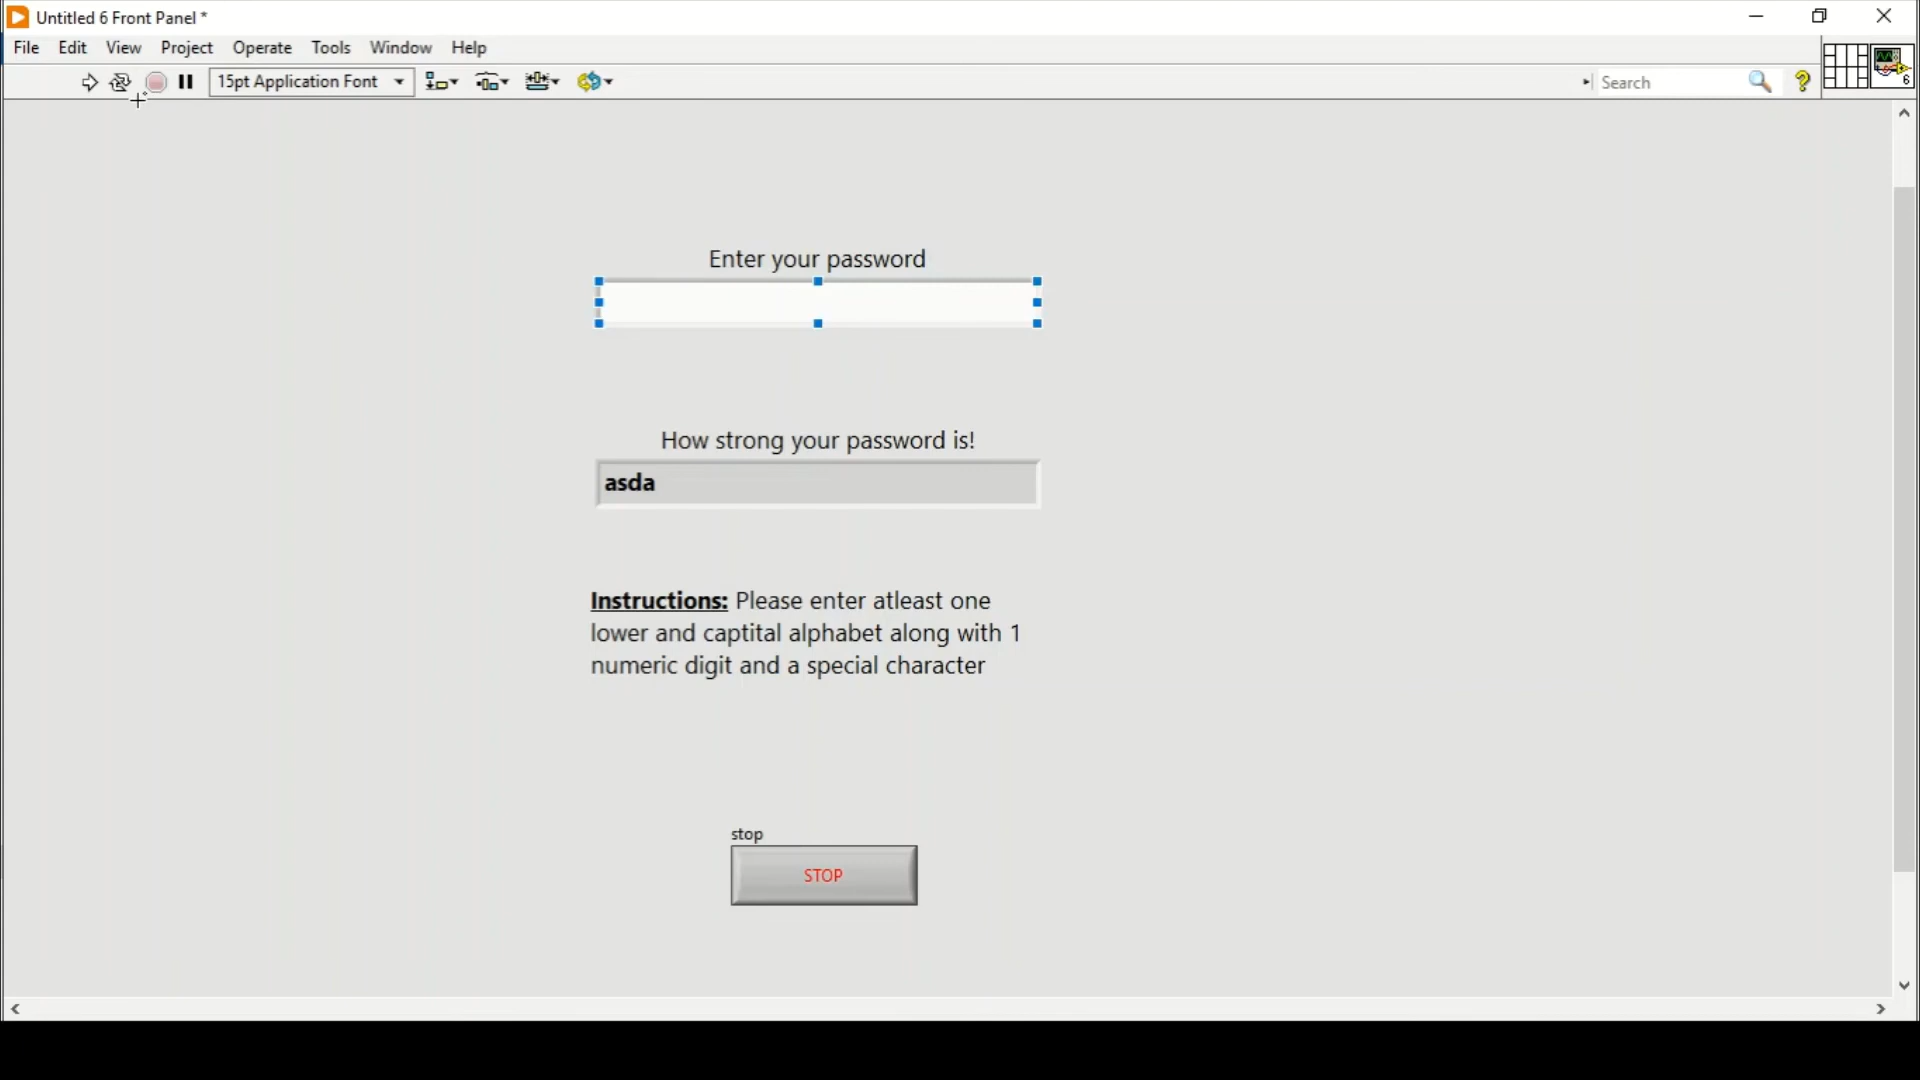 Untitled 6 Front Panel *
File Edit View Project Operate Tools Window Help
15pt Application Font
Search
?
6
Enter your password
How strong your password is!
asda
Instructions: Please enter atleast one
lower and captital alphabet along with 1
numeric digit and a special character
stop
STOP